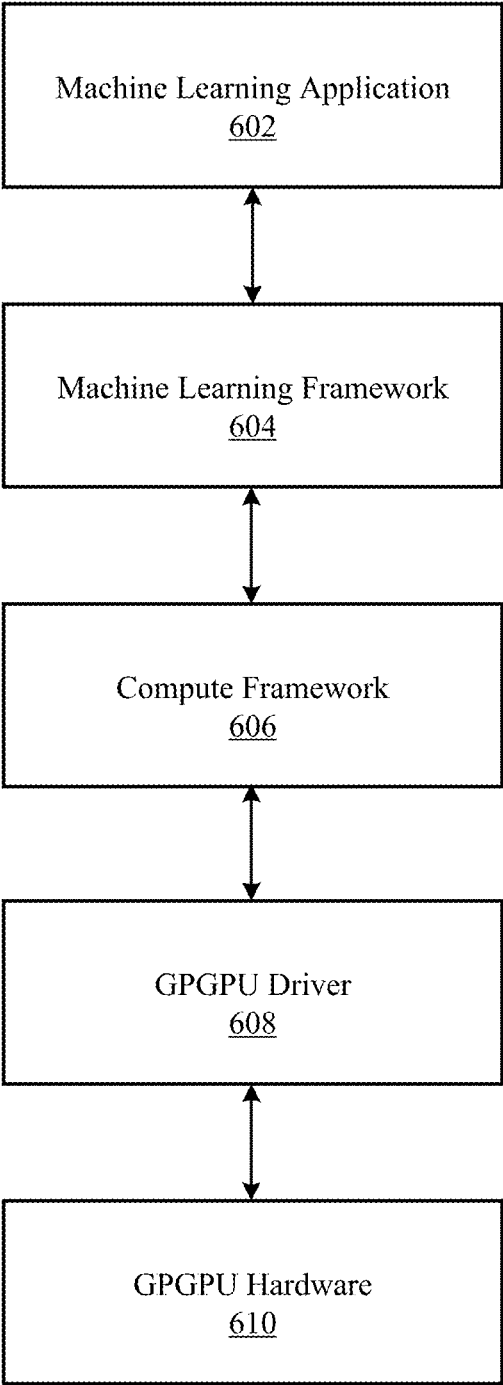 Machine Learning Application
602
Machine Learning Framework
604
Compute Framework
606
GPGPU Driver
608
GPGPU Hardware
610